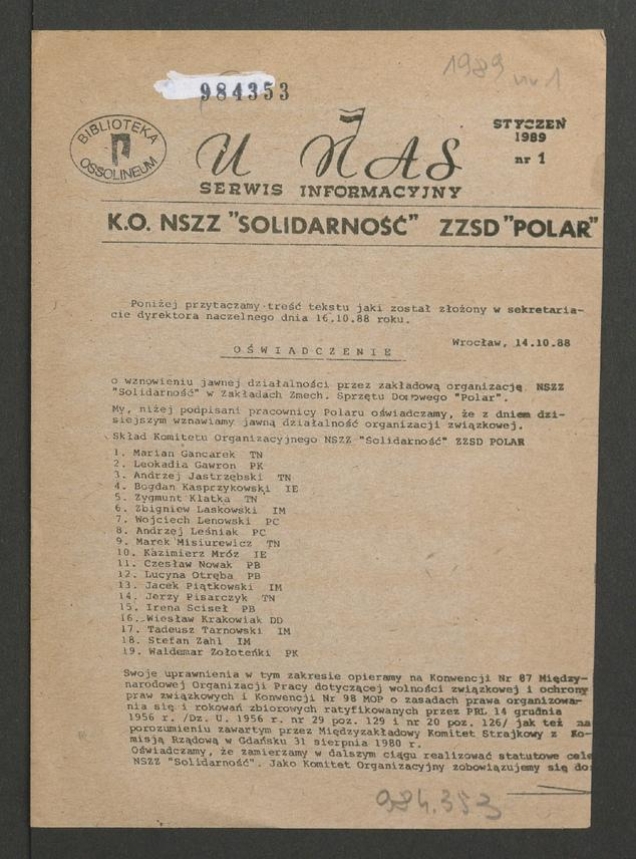 1989 nr 1
984353
BIBLIOTEKA
OSSOLINEUM
STYCZEŃ
1989
nr 1
U NAS
SERWIS INFORMACYJNY
K.O. NSZZ "SOLIDARNOŚĆ" ZZSD "POLAR"
Poniżej przytaczamy treść tekstu jaki został złożony w sekretaria-
cie dyrektora naczelnego dnia 16.10.88 roku.
Wrocław, 14.10.88
OŚWIADCZENIE
o wznowieniu jawnej działalności przez zakładową organizację NSZZ
"Solidarność" w Zakładach Zmech. Sprzętu Domowego "Polar".
My, niżej podpisani pracownicy Polaru oświadczamy, że z dniem dzi-
siejszym wznawiamy jawną działalność organizacji związkowej.
Skład Komitetu Organizacyjnego NSZZ "Solidarność" ZZSD POLAR
1. Marian Gancarek TN
2. Leokadia Gawron PK
3. Andrzej Jastrzębski TN
4. Bogdan Kasprzykowski IE
5. Zygmunt Klatka TN
6. Zbigniew Laskowski IM
7. Wojciech Lenowski PC
8. Andrzej Leśniak PC
9. Marek Misiurewicz TN
10. Kazimierz Mróz IE
11. Czesław Nowak PB
12. Lucyna Otręba PB
13. Jacek Piątkowski IM
14. Jerzy Pisarczyk TN
15. Irena Sciseł PB
16. Wiesław Krakowiak DD
17. Tadeusz Tarnowski IM
18. Stefan Zahl IM
19. Waldemar Zołoteńki PK
Swoje uprawnienia w tym zakresie opieramy na Konwencji Nr 87 Między-
narodowej Organizacji Pracy dotyczącej wolności związkowej i ochrony
praw związkowych i Konwencji Nr 98 MOP o zasadach prawa organizowa-
nia się i rokowań zbiorowych ratyfikowanych przez PRL 14 grudnia
1956 r. /Dz. U. 1956 r. nr 29 poz. 129 i nr 20 poz. 126/ jak też na
porozumieniu zawartym przez Międzyzakładowy Komitet Strajkowy z Ko-
misją Rządową w Gdańsku 31 sierpnia 1980 r.
Oświadczamy, że zamierzamy w dalszym ciągu realizować statutowe cele
NSZZ "Solidarność". Jako Komitet Organizacyjny zobowiązujemy się do
984.353